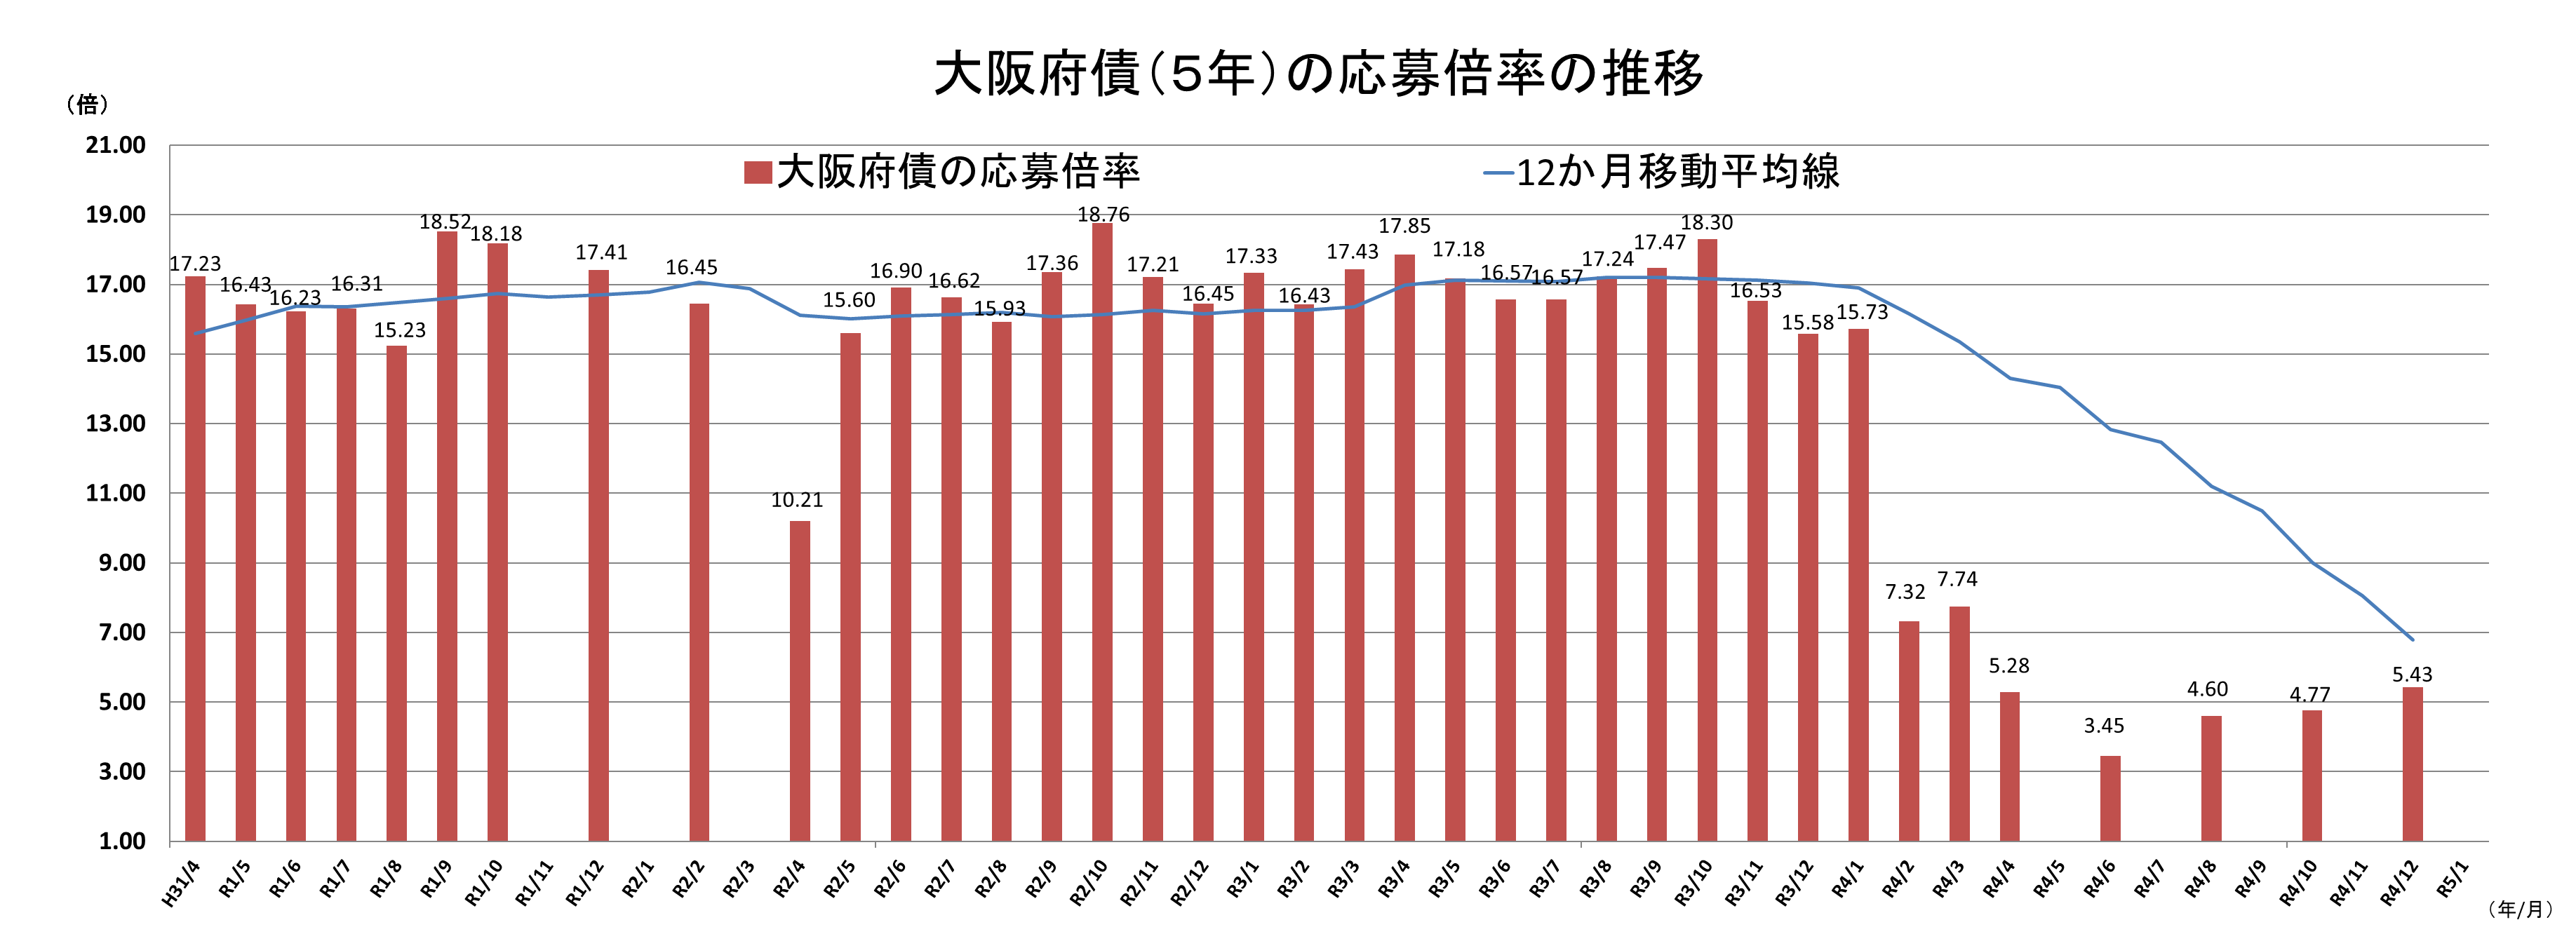 大阪府債（５年）の応募倍率の推移
（倍）
大阪府債の応募倍率 12か月移動平均線
21.00
19.00
17.00
15.00
13.00
11.00
9.00
7.00
5.00
3.00
1.00
17.23 16.43 16.23 16.31 15.23 18.52 18.18 17.41 16.45 10.21 15.60 16.90 16.62 15.93 17.36 18.76 17.21 16.45 17.33 16.43 17.43 17.85 17.18 16.57 16.57 17.24 17.47 18.30 16.53 15.58 15.73 7.32 7.74 5.28 3.45 4.60 4.77 5.43
H31/4 R1/5 R1/6 R1/7 R1/8 R1/9 R1/10 R1/11 R1/12 R2/1 R2/2 R2/3 R2/4 R2/5 R2/6 R2/7 R2/8 R2/9 R2/10 R2/11 R2/12 R3/1 R3/2 R3/3 R3/4 R3/5 R3/6 R3/7 R3/8 R3/9 R3/10 R3/11 R3/12 R4/1 R4/2 R4/3 R4/4 R4/5 R4/6 R4/7 R4/8 R4/9 R4/10 R4/11 R4/12 R5/1
（年/月）